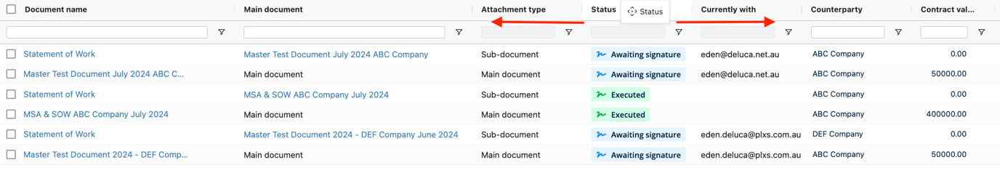 Document name Main document Attachment type Status Status Currently with Counterparty Contract val...
Statement of Work Master Test Document July 2024 ABC Company Sub-document Awaiting signature eden@deluca.net.au ABC Company 0.00
Master Test Document July 2024 ABC C... Main document Main document Awaiting signature eden@deluca.net.au ABC Company 50000.00
Statement of Work MSA & SOW ABC Company July 2024 Sub-document Executed ABC Company 0.00
MSA & SOW ABC Company July 2024 Main document Main document Executed ABC Company 400000.00
Statement of Work Master Test Document 2024 - DEF Company June 2024 Sub-document Awaiting signature eden.deluca@plxs.com.au DEF Company 0.00
Master Test Document 2024 - DEF Comp... Main document Main document Awaiting signature eden.deluca@plxs.com.au ABC Company 50000.00